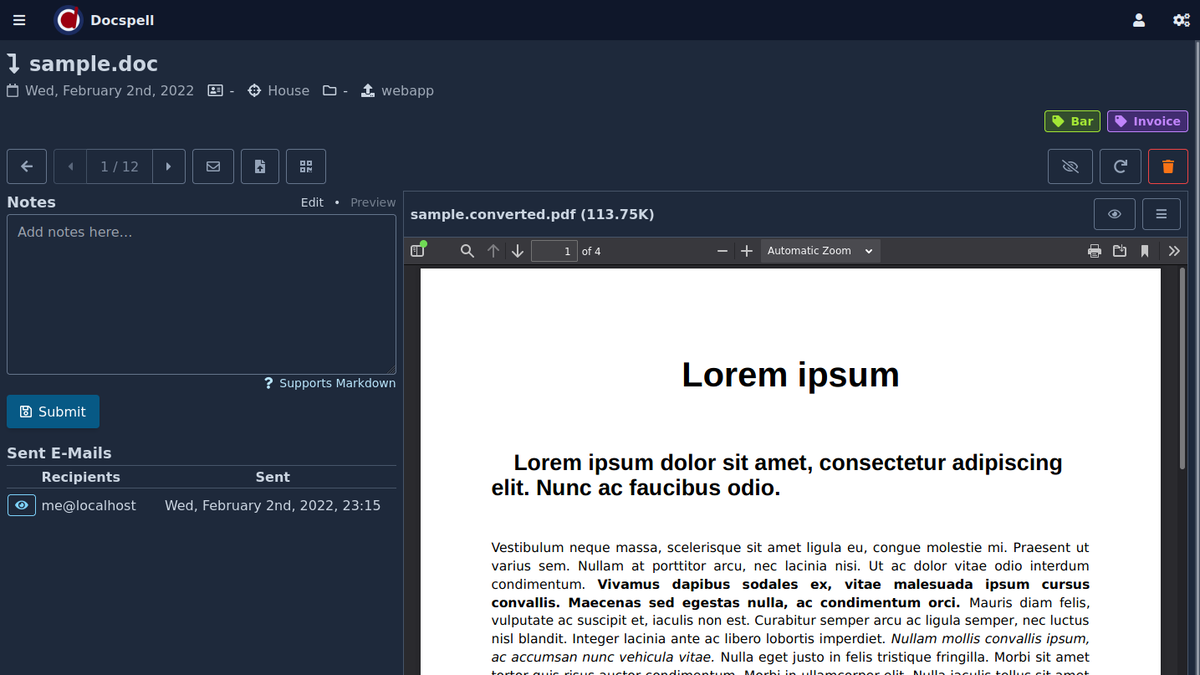 Docspell
sample.doc
Wed, February 2nd, 2022 - House - webapp
Bar Invoice
1 / 12
Notes Edit • Preview
Add notes here…
? Supports Markdown
Submit
Sent E-Mails
Recipients Sent
me@localhost Wed, February 2nd, 2022, 23:15
sample.converted.pdf (113.75K)
1 of 4 Automatic Zoom
Lorem ipsum
Lorem ipsum dolor sit amet, consectetur adipiscing
elit. Nunc ac faucibus odio.
Vestibulum neque massa, scelerisque sit amet ligula eu, congue molestie mi. Praesent ut
varius sem. Nullam at porttitor arcu, nec lacinia nisi. Ut ac dolor vitae odio interdum
condimentum. Vivamus dapibus sodales ex, vitae malesuada ipsum cursus
convallis. Maecenas sed egestas nulla, ac condimentum orci. Mauris diam felis,
vulputate ac suscipit et, iaculis non est. Curabitur semper arcu ac ligula semper, nec luctus
nisl blandit. Integer lacinia ante ac libero lobortis imperdiet. Nullam mollis convallis ipsum,
ac accumsan nunc vehicula vitae. Nulla eget justo in felis tristique fringilla. Morbi sit amet